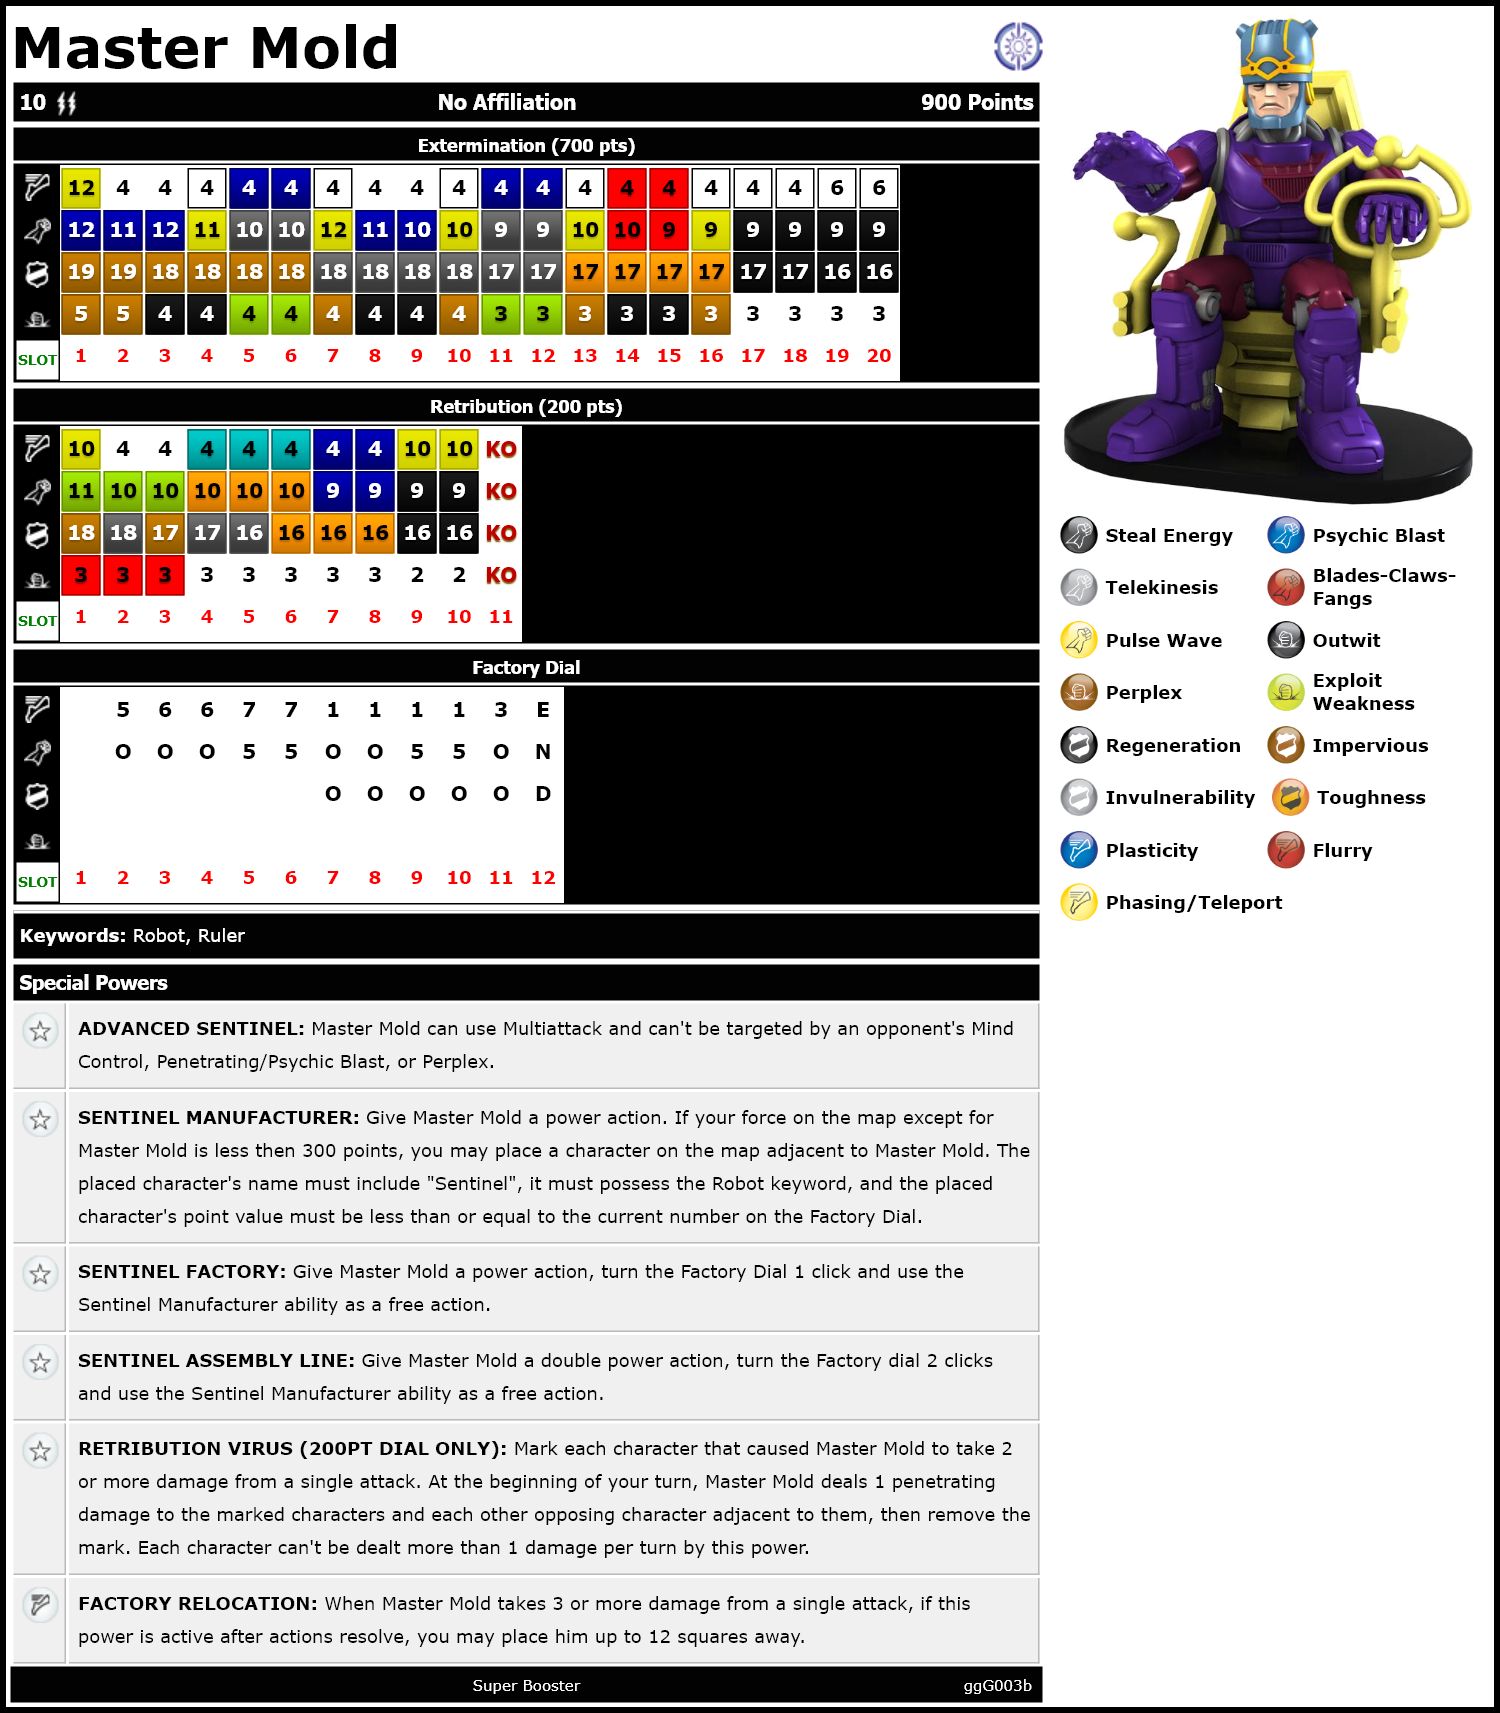 Master Mold
10 No Affiliation 900 Points
Extermination (700 pts)
12 4 4 4 4 4 4 4 4 4 4 4 4 4 4 4 4 4 6 6
12 11 12 11 10 10 12 11 10 10 9 9 10 10 9 9 9 9 9 9
19 19 18 18 18 18 18 18 18 18 17 17 17 17 17 17 17 17 16 16
5 5 4 4 4 4 4 4 4 4 3 3 3 3 3 3 3 3 3 3
SLOT 1 2 3 4 5 6 7 8 9 10 11 12 13 14 15 16 17 18 19 20
Retribution (200 pts)
10 4 4 4 4 4 4 4 10 10 KO
11 10 10 10 10 10 9 9 9 9 KO
18 18 17 17 16 16 16 16 16 16 KO
3 3 3 3 3 3 3 3 2 2 KO
SLOT 1 2 3 4 5 6 7 8 9 10 11
Factory Dial
5 6 6 7 7 1 1 1 1 3 E
O O O 5 5 O O 5 5 O N
O O O O O D
SLOT 1 2 3 4 5 6 7 8 9 10 11 12
Keywords: Robot, Ruler
Special Powers
ADVANCED SENTINEL: Master Mold can use Multiattack and can't be targeted by an opponent's Mind
Control, Penetrating/Psychic Blast, or Perplex.
SENTINEL MANUFACTURER: Give Master Mold a power action. If your force on the map except for
Master Mold is less then 300 points, you may place a character on the map adjacent to Master Mold. The
placed character's name must include "Sentinel", it must possess the Robot keyword, and the placed
character's point value must be less than or equal to the current number on the Factory Dial.
SENTINEL FACTORY: Give Master Mold a power action, turn the Factory Dial 1 click and use the
Sentinel Manufacturer ability as a free action.
SENTINEL ASSEMBLY LINE: Give Master Mold a double power action, turn the Factory dial 2 clicks
and use the Sentinel Manufacturer ability as a free action.
RETRIBUTION VIRUS (200PT DIAL ONLY): Mark each character that caused Master Mold to take 2
or more damage from a single attack. At the beginning of your turn, Master Mold deals 1 penetrating
damage to the marked characters and each other opposing character adjacent to them, then remove the
mark. Each character can't be dealt more than 1 damage per turn by this power.
FACTORY RELOCATION: When Master Mold takes 3 or more damage from a single attack, if this
power is active after actions resolve, you may place him up to 12 squares away.
Super Booster ggG003b
Steal Energy Psychic Blast
Telekinesis Blades-Claws-
Fangs
Pulse Wave Outwit
Perplex Exploit
Weakness
Regeneration Impervious
Invulnerability Toughness
Plasticity Flurry
Phasing/Teleport